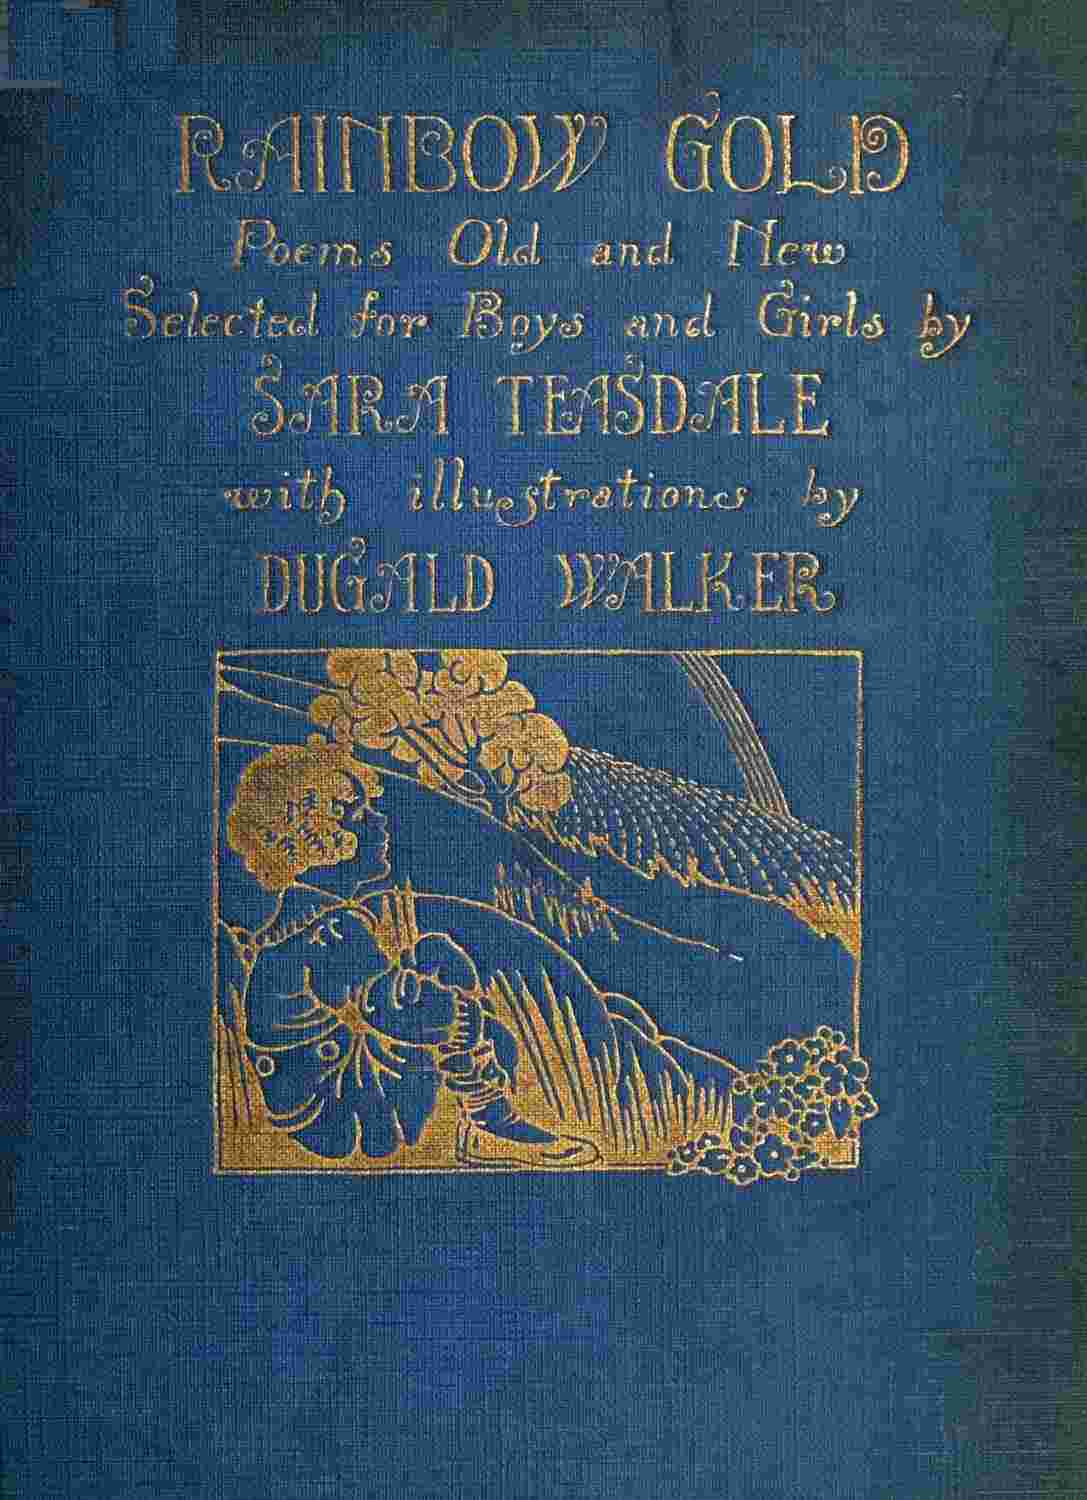 RAINBOW GOLD
Poems Old and New
Selected for Boys and Girls by
SARA TEASDALE
with illustrations by
DUGALD WALKER